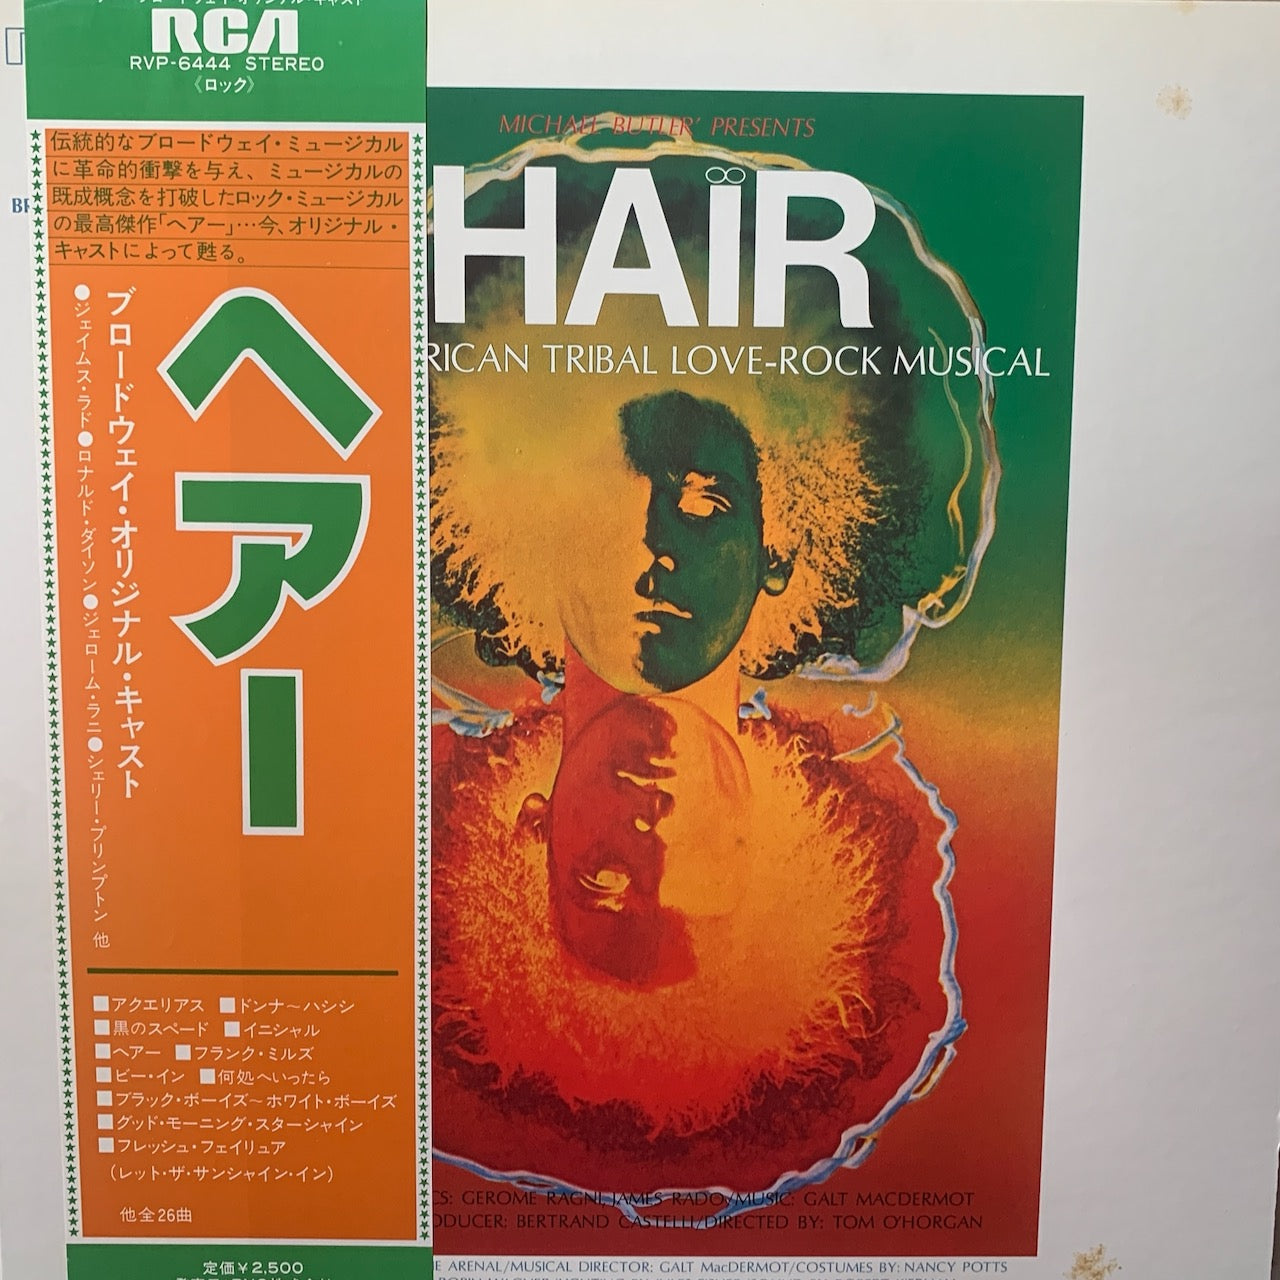 RCA
RVP-6444 STEREO
《ロック》
伝統的なブロードウェイ・ミュージカル
に革命的衝撃を与え、ミュージカルの
既成概念を打破したロック・ミュージカル
の最高傑作「ヘアー」…今、オリジナル・
キャストによって甦る。
ヘアー
ブロードウェイ・オリジナル・キャスト
●ジェイムス・ラド●ロナルド・ダイソン●ジェローム・ラニ●シェリー・プリンプトン 他
■アクエリアス ■ドンナ〜ハシシ
■黒のスペード ■イニシャル
■ヘアー ■フランク・ミルズ
■ビー・イン ■何処へいったら
■ブラック・ボーイズ〜ホワイト・ボーイズ
■グッド・モーニング・スターシャイン
■フレッシュ・フェイリュア
(レット・ザ・サンシャイン・イン)
他全26曲
定価￥2,500
MICHAEL BUTLER PRESENTS
HAIR
RICAN TRIBAL LOVE-ROCK MUSICAL
CS: GEROME RAGNI, JAMES RADO/MUSIC: GALT MACDERMOT
ODUCER: BERTRAND CASTELLI/DIRECTED BY: TOM O'HORGAN
E ARENAL/MUSICAL DIRECTOR: GALT MacDERMOT/COSTUMES BY: NANCY POTTS